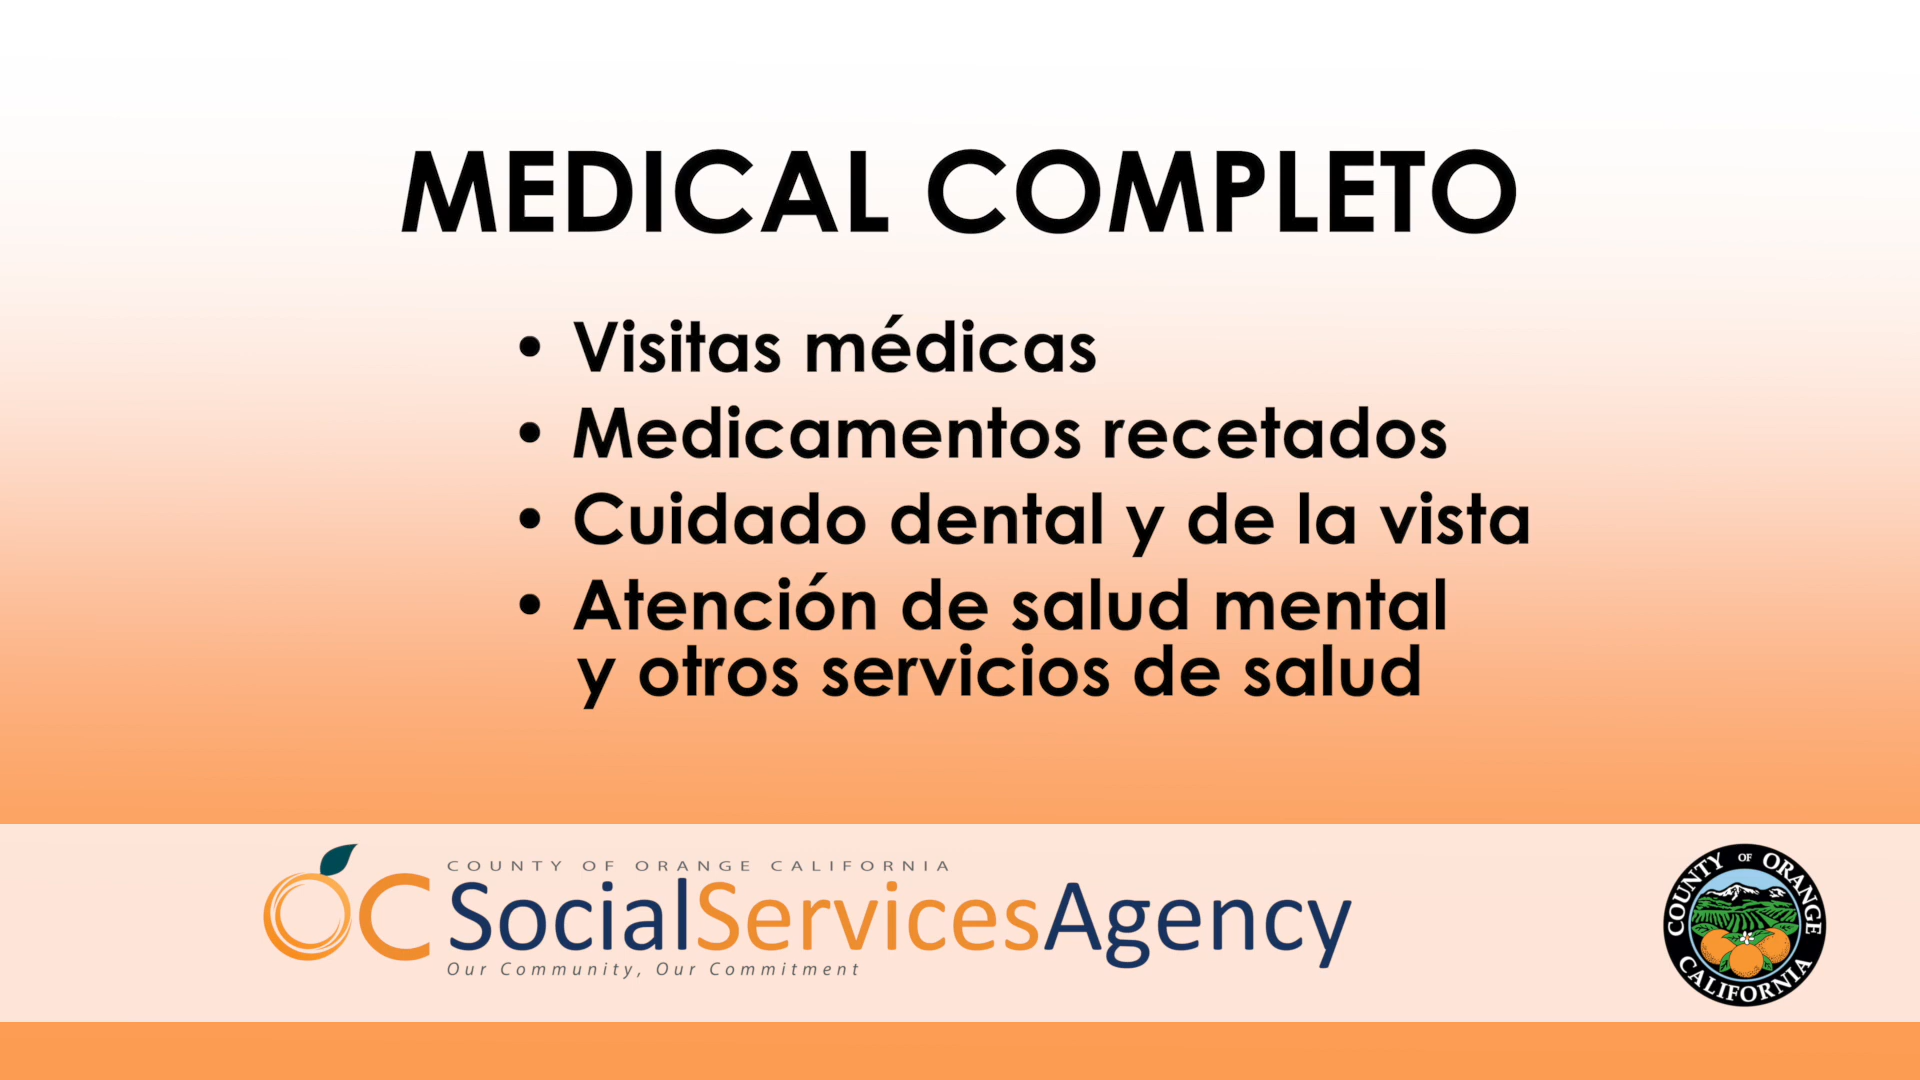 MEDICAL COMPLETO
• Visitas médicas
• Medicamentos recetados
• Cuidado dental y de la vista
• Atención de salud mental
y otros servicios de salud
OC
COUNTY OF ORANGE CALIFORNIA
SocialServicesAgency
Our Community, Our Commitment
COUNTY OF ORANGE
CALIFORNIA